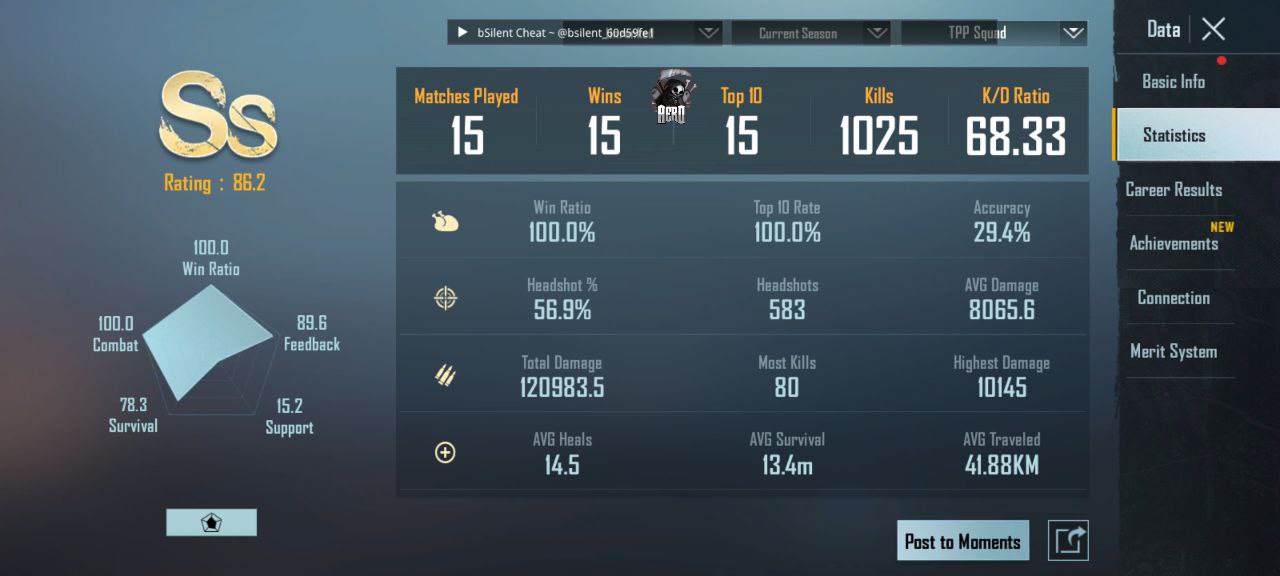 ▶ bSilent Cheat ~ @bsilent_60d59fe1
Current Season
TPP Squad
Data
Ss
Rating : 86.2
100.0
Win Ratio
100.0
Combat
89.6
Feedback
78.3
Survival
15.2
Support
Matches Played
15
Wins
15
AERO
Top 10
15
Kills
1025
K/D Ratio
68.33
Win Ratio
100.0%
Top 10 Rate
100.0%
Accuracy
29.4%
Headshot %
56.9%
Headshots
583
AVG Damage
8065.6
Total Damage
120983.5
Most Kills
80
Highest Damage
10145
AVG Heals
14.5
AVG Survival
13.4m
AVG Traveled
41.88KM
Post to Moments
Basic Info
Statistics
Career Results
NEW
Achievements
Connection
Merit System